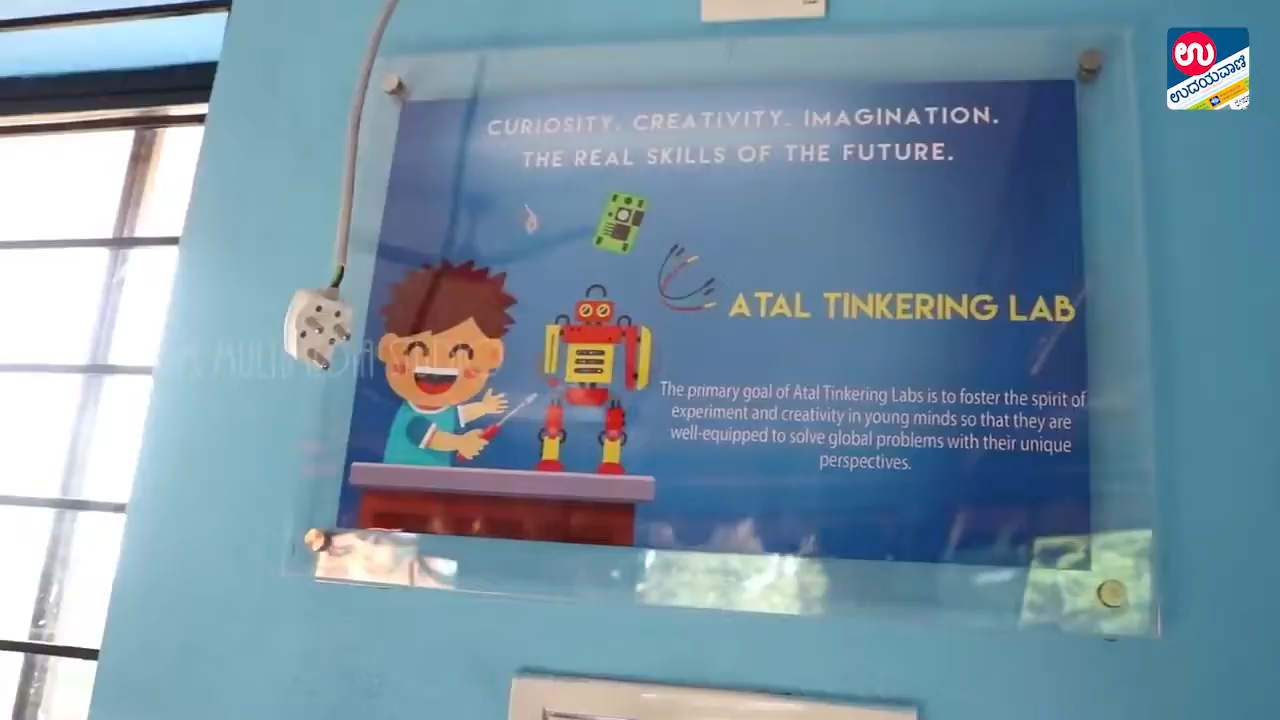 ಉ
ಉದಯವಾಣಿ
CURIOSITY. CREATIVITY. IMAGINATION.
THE REAL SKILLS OF THE FUTURE.
ATAL TINKERING LAB
The primary goal of Atal Tinkering Labs is to foster the spirit of
experiment and creativity in young minds so that they are
well-equipped to solve global problems with their unique
perspectives.